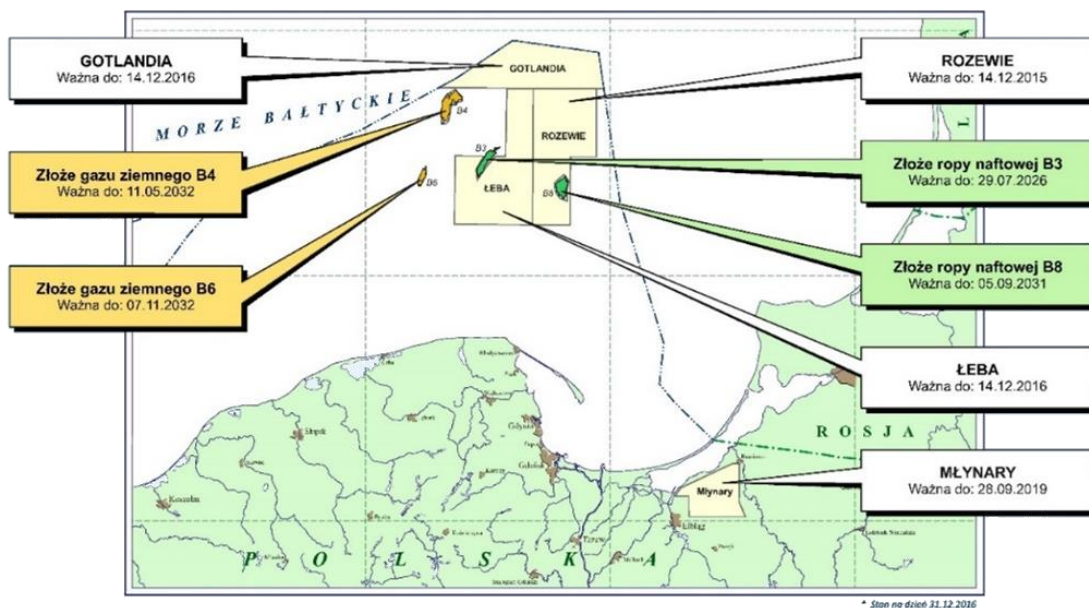 GOTLANDIA
Ważna do: 14.12.2016
ROZEWIE
Ważna do: 14.12.2015
GOTLANDIA
MORZE BAŁTYCKIE
B4
ROZEWIE
B3
Złoże gazu ziemnego B4
Ważna do: 11.05.2032
Złoże ropy naftowej B3
Ważna do: 29.07.2026
B6
ŁEBA
B8
Złoże gazu ziemnego B6
Ważna do: 07.11.2032
Złoże ropy naftowej B8
Ważna do: 05.09.2031
ŁEBA
Ważna do: 14.12.2016
Słupsk
Gdynia
Gdańsk
ROSJA
MŁYNARY
Ważna do: 28.09.2019
Młynary
Koszalin
Elbląg
Tczew
POLSKA
L
* Stan na dzień 31.12.2016